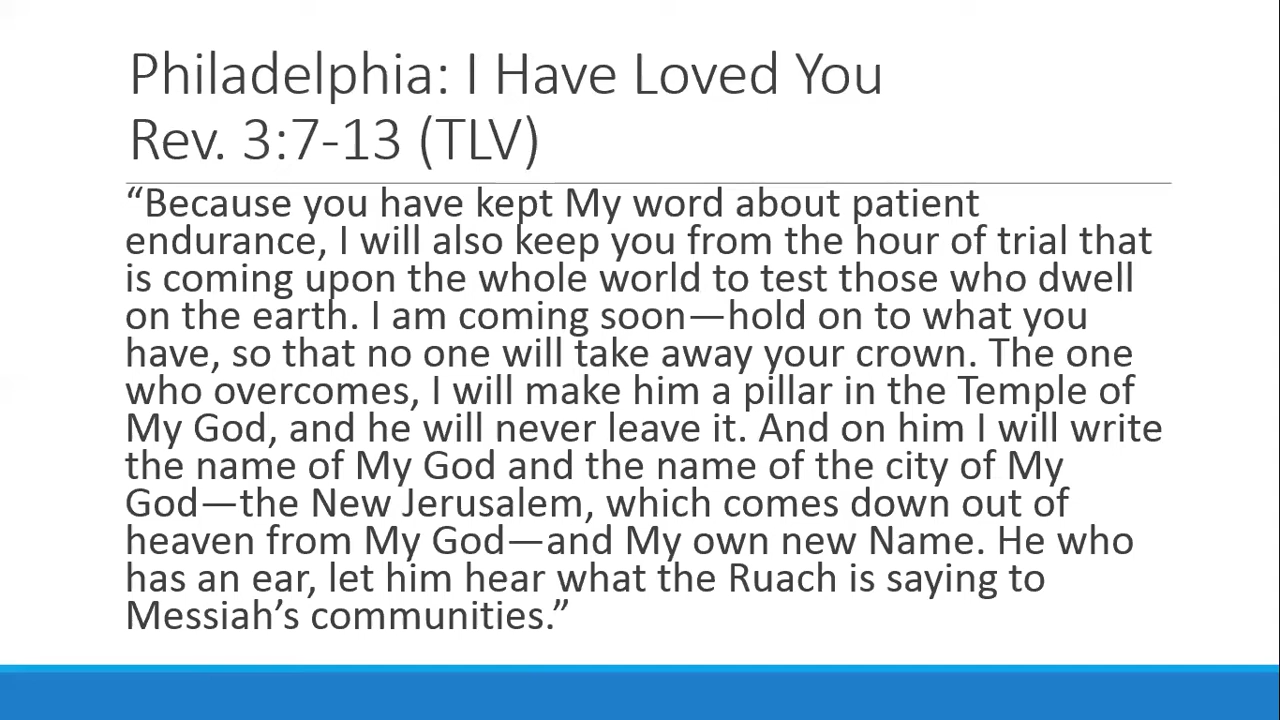 Philadelphia: I Have Loved You
Rev. 3:7-13 (TLV)
“Because you have kept My word about patient
endurance, I will also keep you from the hour of trial that
is coming upon the whole world to test those who dwell
on the earth. I am coming soon—hold on to what you
have, so that no one will take away your crown. The one
who overcomes, I will make him a pillar in the Temple of
My God, and he will never leave it. And on him I will write
the name of My God and the name of the city of My
God—the New Jerusalem, which comes down out of
heaven from My God—and My own new Name. He who
has an ear, let him hear what the Ruach is saying to
Messiah’s communities.”